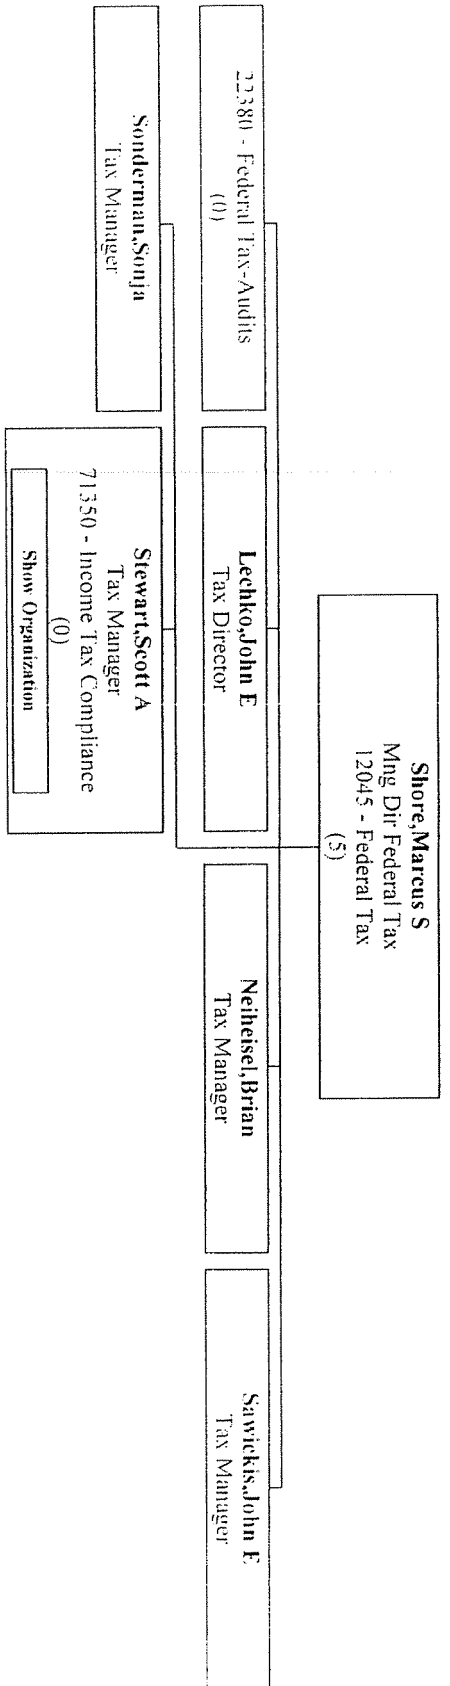 Shore,Marcus S
Mng Dir Federal Tax
12045 - Federal Tax
(5)
22380 - Federal Tax-Audits
(0)
Lechko,John E
Tax Director
Neiheisel,Brian
Tax Manager
Sawickis,John E
Tax Manager
Sonderman,Sonja
Tax Manager
Stewart,Scott A
Tax Manager
71350 - Income Tax Compliance
(0)
Show Organization